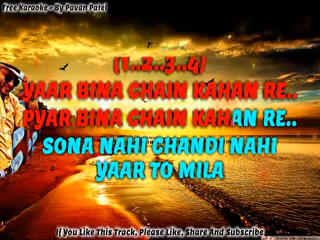 Free Karaoke - By Pavan Patel
(1..2..3..4)
YAAR BINA CHAIN KAHAN RE..
PYAR BINA CHAIN KAHAN RE..
SONA NAHI CHANDI NAHI
YAAR TO MILA
If You Like This Track, Please Like, Share And Subscribe